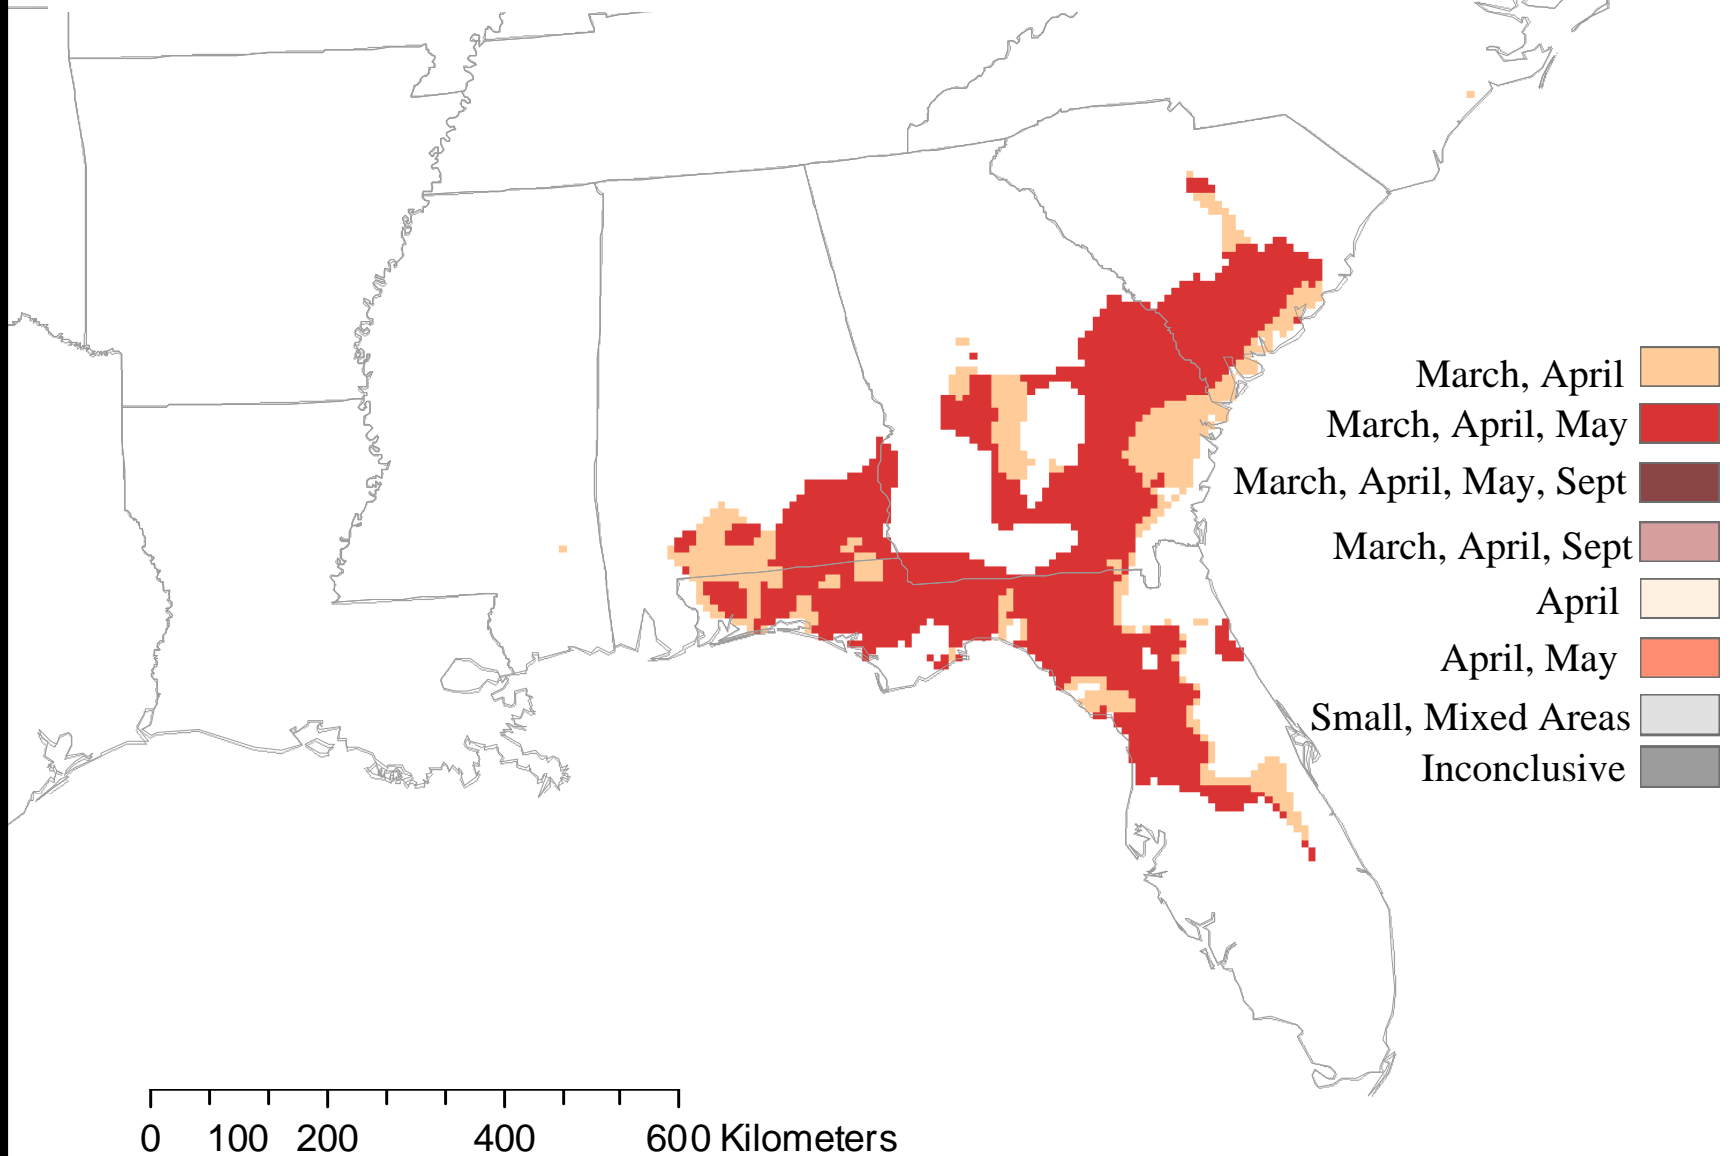 March, April
March, April, May
March, April, May, Sept
March, April, Sept
April
April, May
Small, Mixed Areas
Inconclusive
0 100 200 400 600 Kilometers